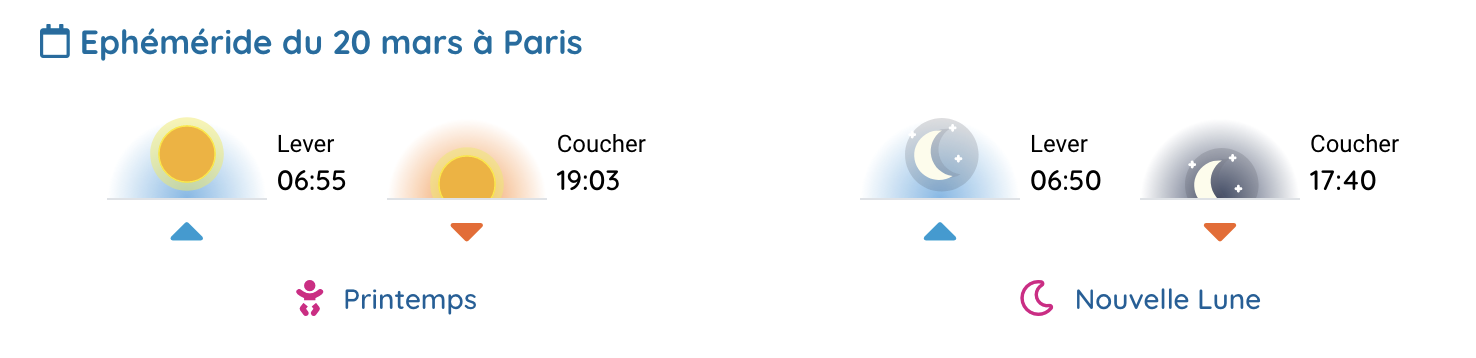 Ephéméride du 20 mars à Paris
Lever
06:55
Coucher
19:03
Printemps
Lever
06:50
Coucher
17:40
Nouvelle Lune